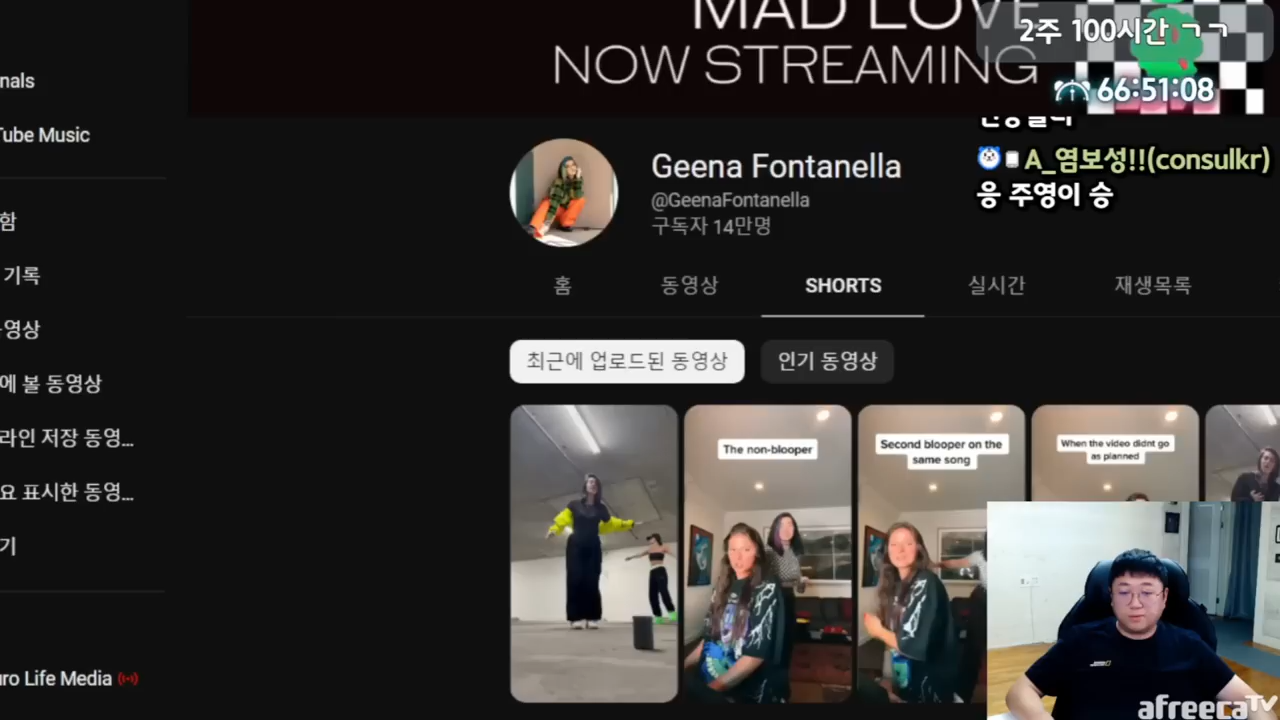 MAD LOVE
NOW STREAMING
2주 100시간 ㄱㄱ
66:51:08
A_염보성!!(consulkr)
응 주영이 승
nals
Tube Music
함
기록
영상
에 볼 동영상
라인 저장 동영...
요 표시한 동영...
기
uro Life Media
Geena Fontanella
@GeenaFontanella
구독자 14만명
홈
동영상
SHORTS
실시간
재생목록
최근에 업로드된 동영상
인기 동영상
The non-blooper
Second blooper on the
same song
When the video didnt go
as planned
afreecaTV